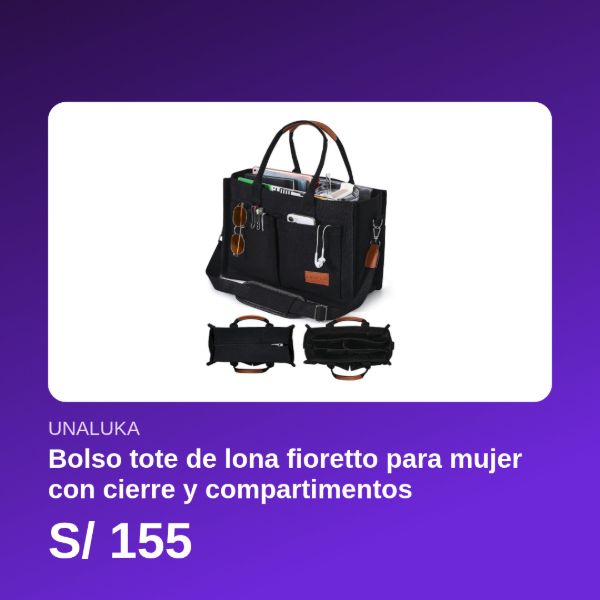 UNALUKA
Bolso tote de lona fioretto para mujer
con cierre y compartimentos
S/ 155